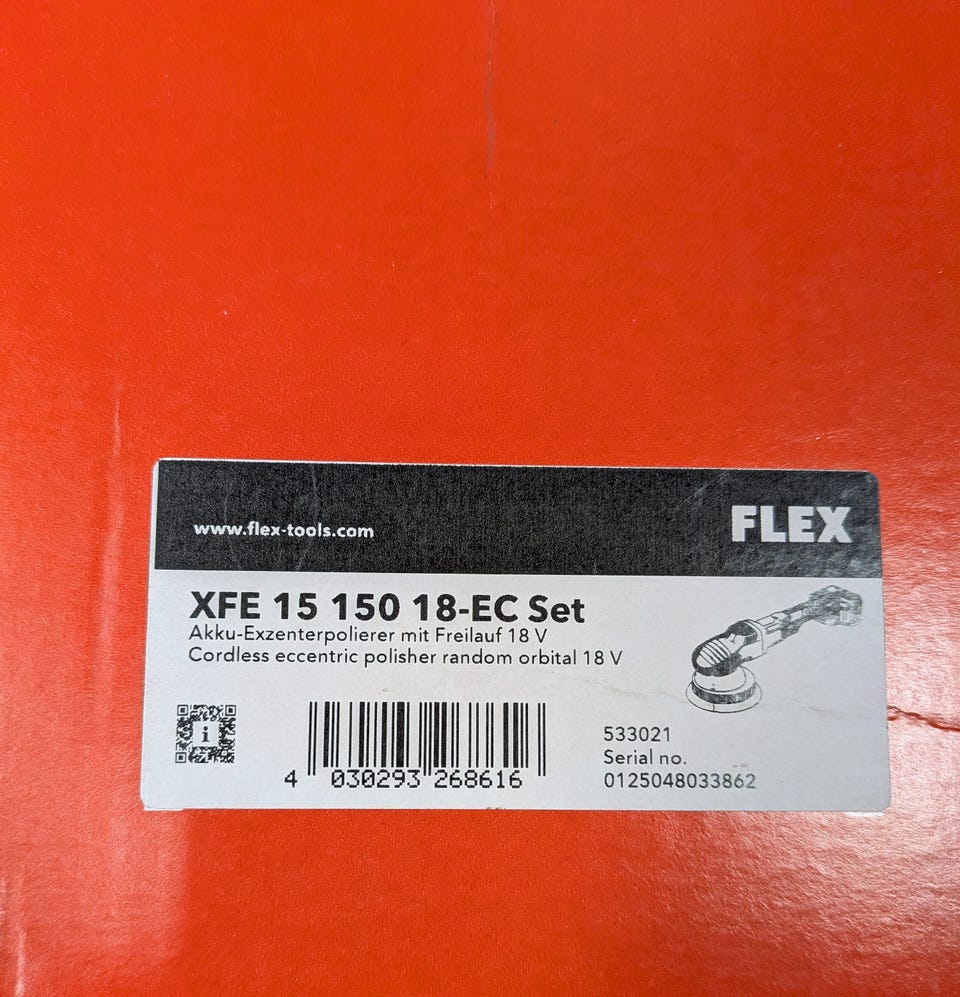 www.flex-tools.com
FLEX
XFE 15 150 18-EC Set
Akku-Exzenterpolierer mit Freilauf 18 V
Cordless eccentric polisher random orbital 18 V
i
4 030293 268616
533021
Serial no.
0125048033862